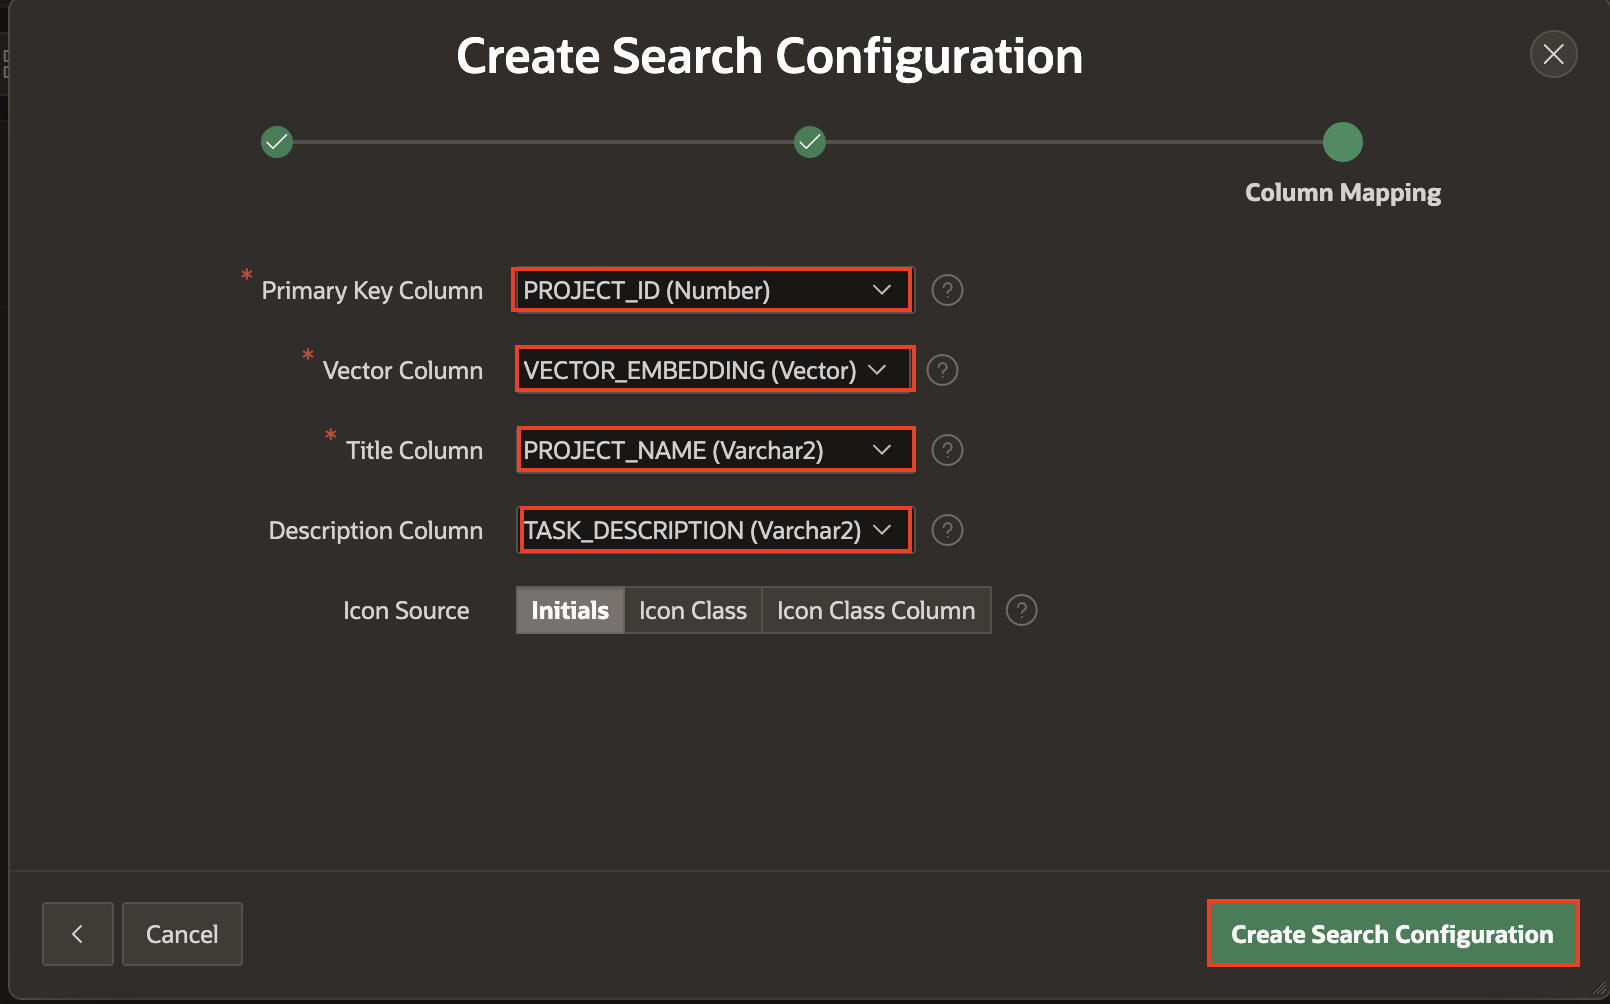 Create Search Configuration
Column Mapping
* Primary Key Column PROJECT_ID (Number) ?
* Vector Column VECTOR_EMBEDDING (Vector) ?
* Title Column PROJECT_NAME (Varchar2) ?
Description Column TASK_DESCRIPTION (Varchar2) ?
Icon Source Initials Icon Class Icon Class Column ?
Cancel Create Search Configuration